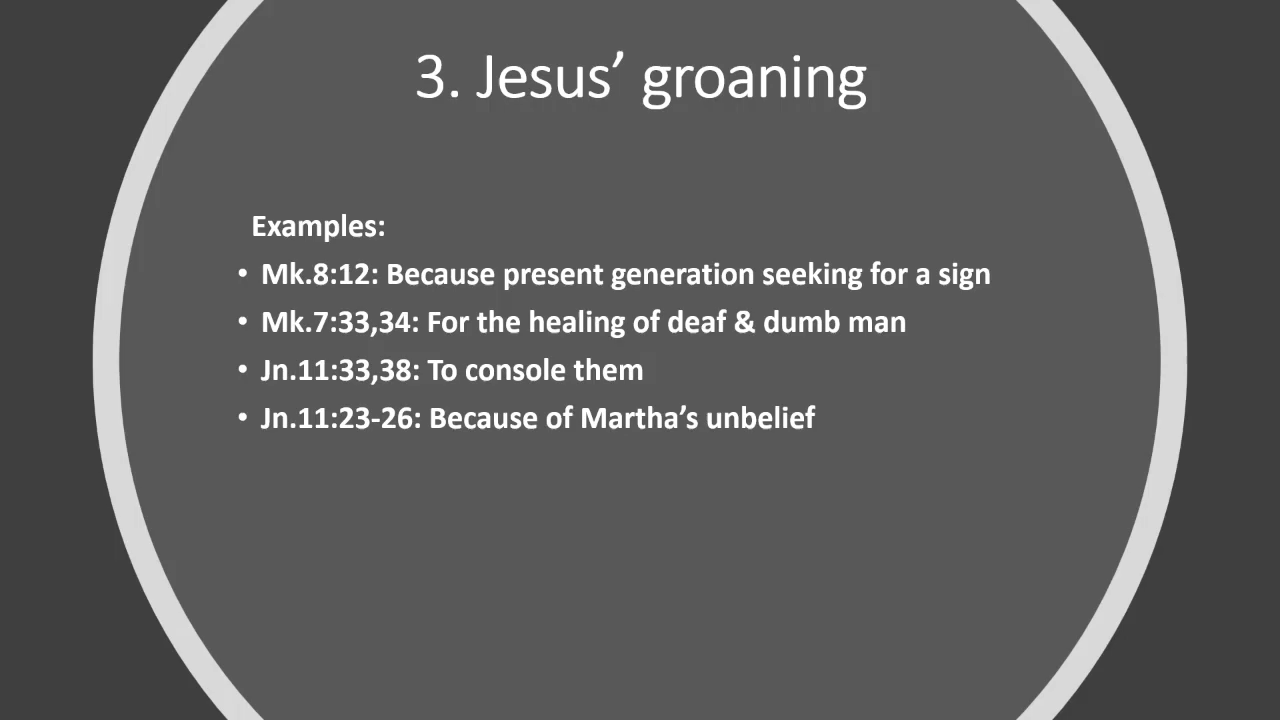 3. Jesus’ groaning
Examples:
• Mk.8:12: Because present generation seeking for a sign
• Mk.7:33,34: For the healing of deaf & dumb man
• Jn.11:33,38: To console them
• Jn.11:23-26: Because of Martha’s unbelief